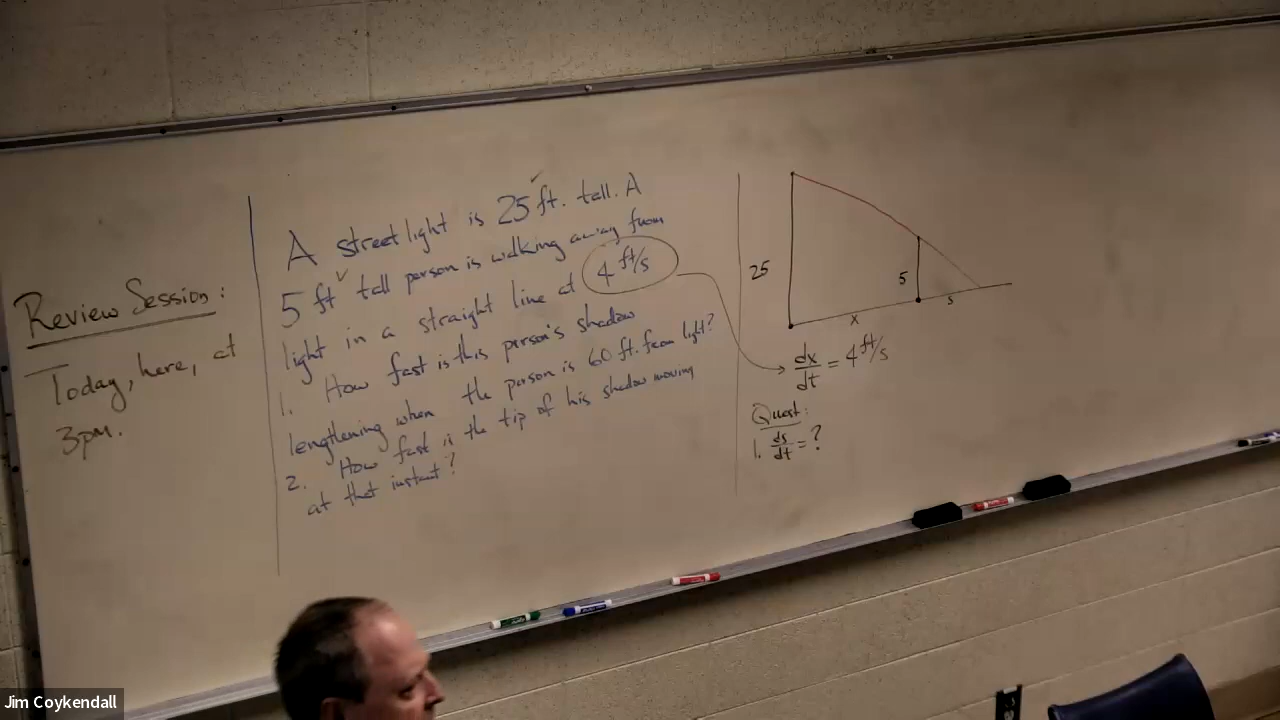 Review Session:
Today, here, at
3pm.
A streetlight is 25 ft. tall. A
5 ft tall person is walking away from
light in a straight line at 4 ft/s
1. How fast is this person's shadow
lengthening when the person is 60 ft. from light?
2. How fast is the tip of his shadow moving
at that instant?
25
5
x
s
dx/dt = 4 ft/s
Quest:
1. ds/dt = ?
Jim Coykendall